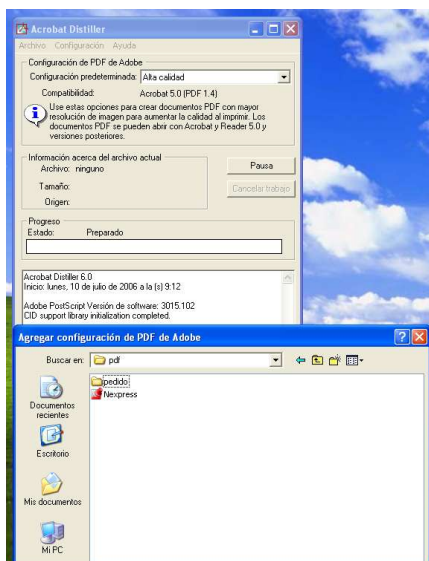 Acrobat Distiller
Archivo Configuración Ayuda
Configuración de PDF de Adobe
Configuración predeterminada: Alta calidad
Compatibilidad: Acrobat 5.0 (PDF 1.4)
Use estas opciones para crear documentos PDF con mayor
resolución de imagen para aumentar la calidad al imprimir. Los
documentos PDF se pueden abrir con Acrobat y Reader 5.0 y
versiones posteriores.
Información acerca del archivo actual
Archivo: ninguno
Pausa
Tamaño:
Cancelar trabajo
Origen:
Progreso
Estado: Preparado
Acrobat Distiller 6.0
Inicio: lunes, 10 de julio de 2006 a la (s) 9:12
Adobe PostScript Versión de software: 3015.102
CID support library initialization completed.
Agregar configuración de PDF de Adobe
Buscar en: pdf
pedido
Nexpress
Documentos
recientes
Escritorio
Mis documentos
Mi PC